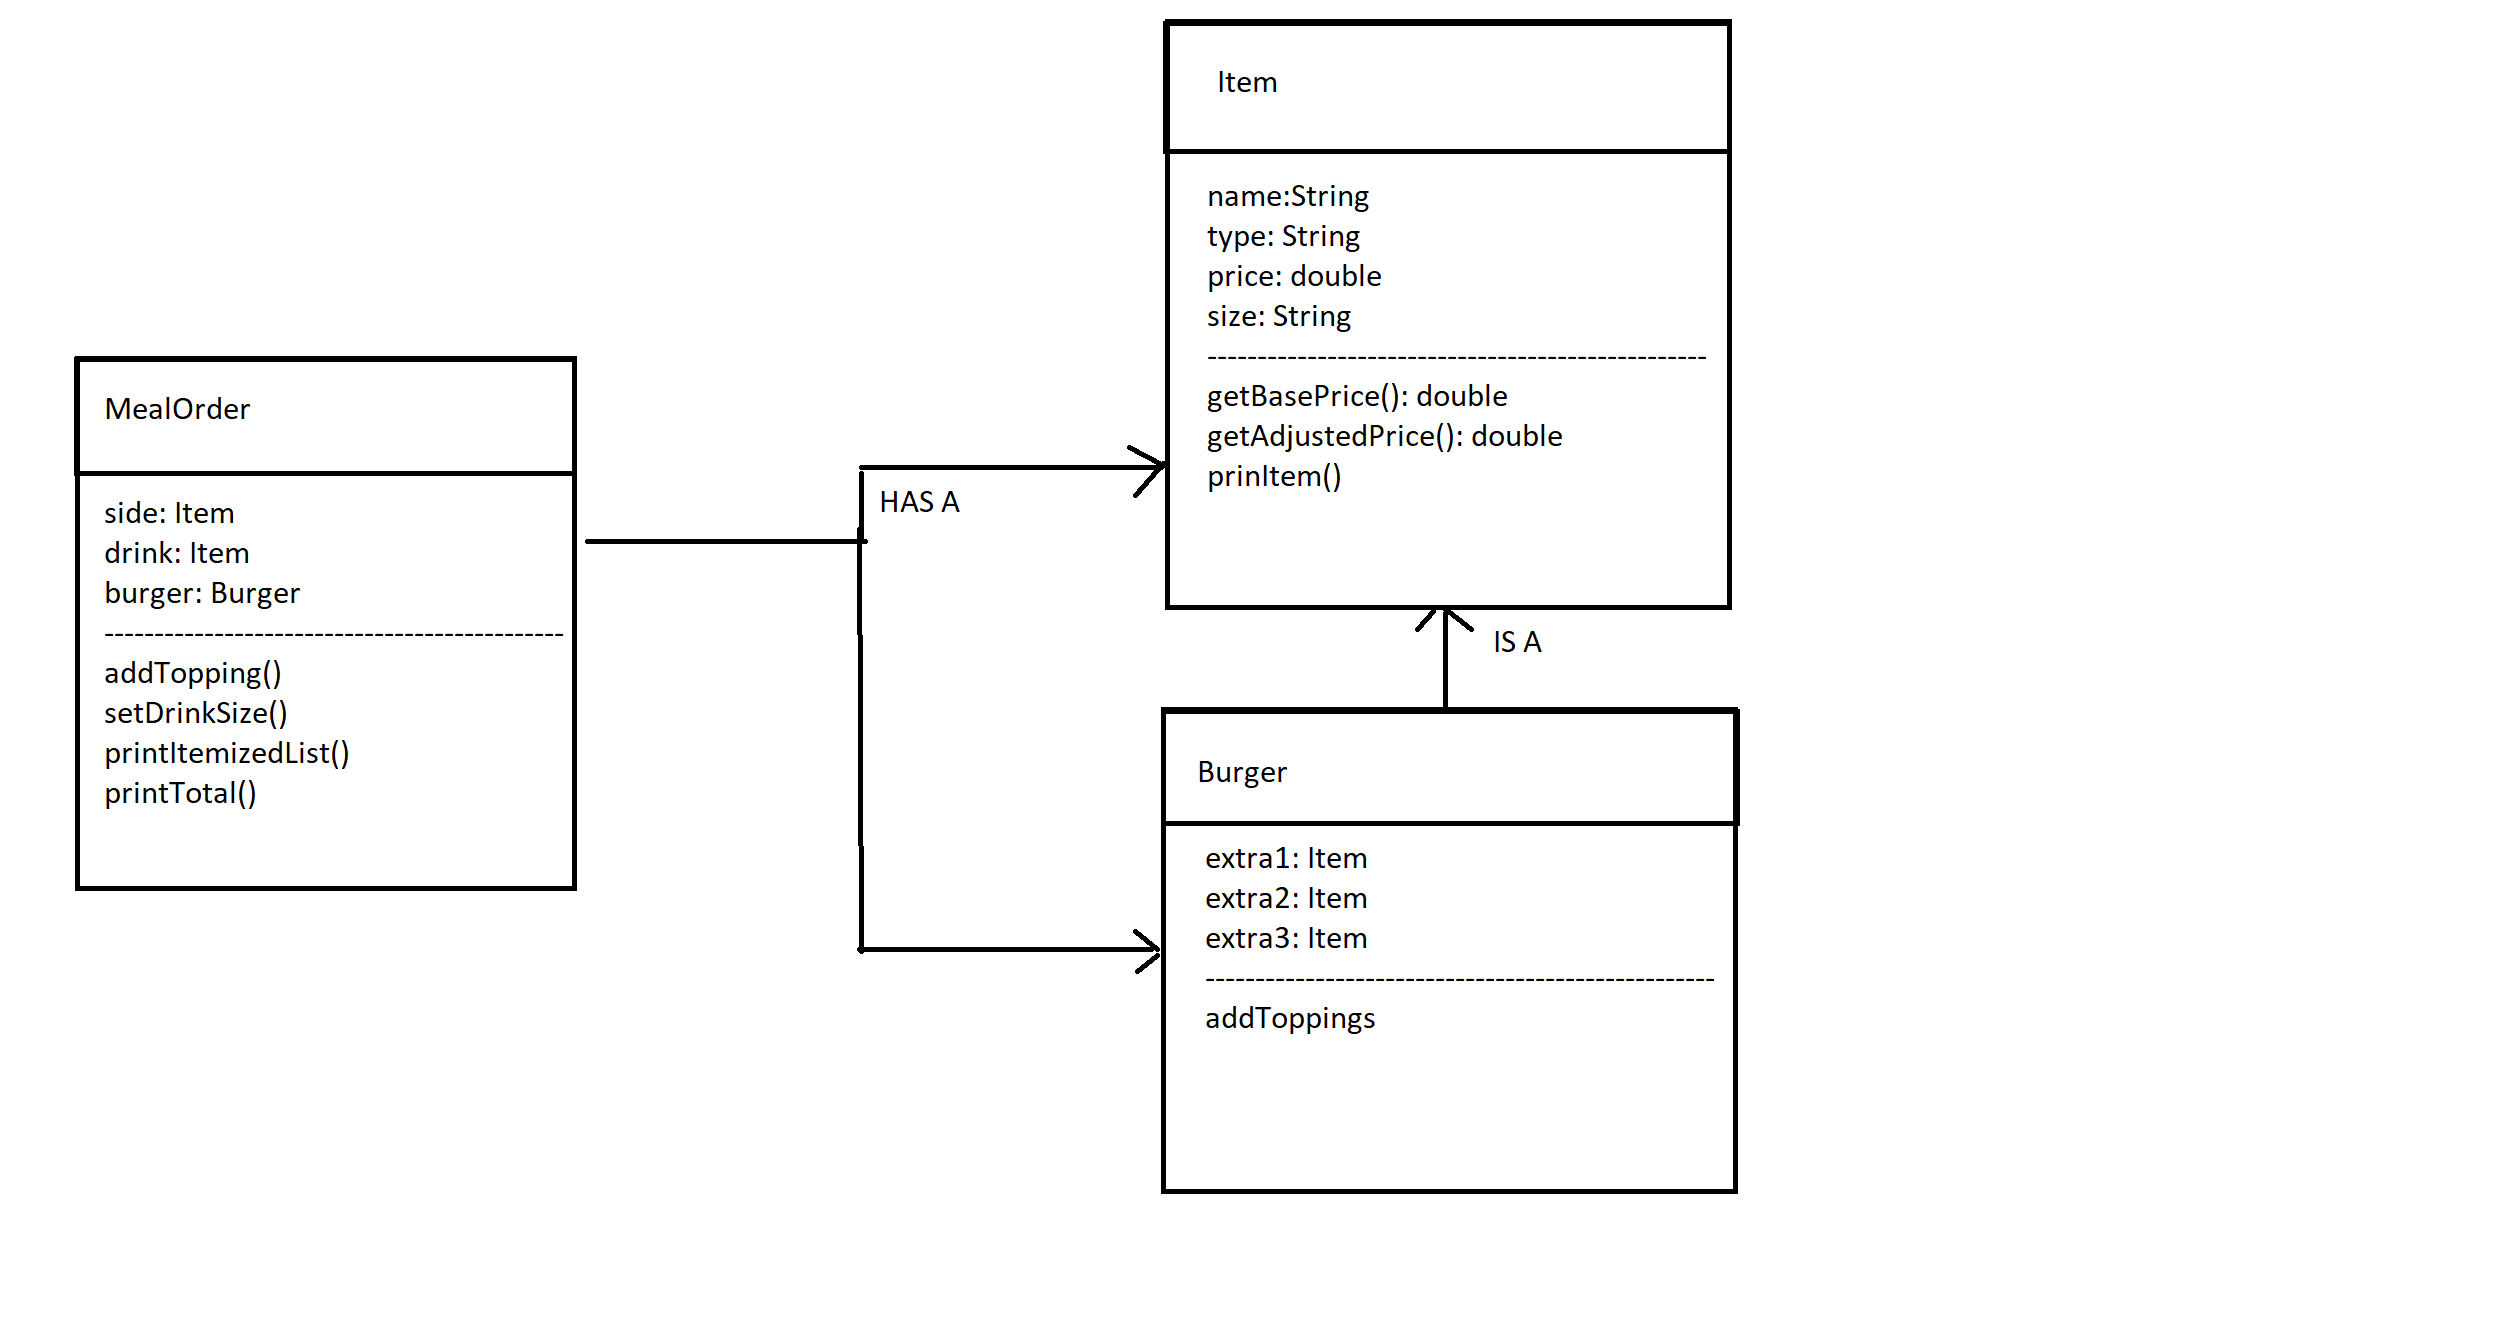 Item
name:String
type: String
price: double
size: String
--------------------------------------------------
getBasePrice(): double
getAdjustedPrice(): double
prinItem()
MealOrder
side: Item
drink: Item
burger: Burger
----------------------------------------------
addTopping()
setDrinkSize()
printItemizedList()
printTotal()
HAS A
IS A
Burger
extra1: Item
extra2: Item
extra3: Item
---------------------------------------------------
addToppings